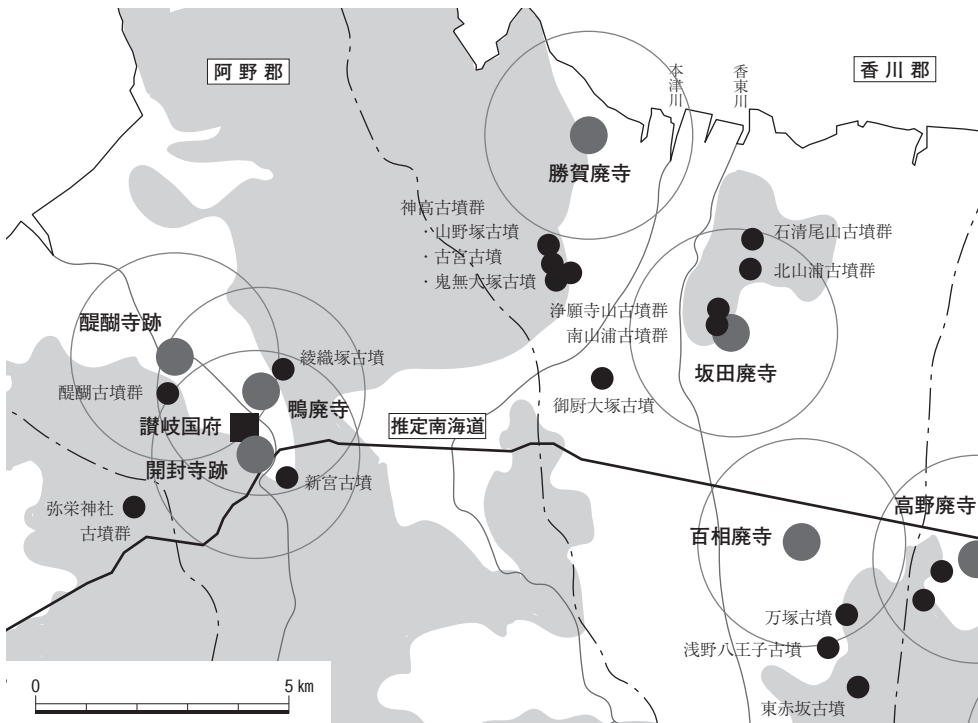 阿野郡
香川郡
本津川
香東川
勝賀廃寺
神高古墳群
・山野塚古墳
・古宮古墳
・鬼無大塚古墳
石清尾山古墳群
北山浦古墳群
浄願寺山古墳群
南山浦古墳群
坂田廃寺
御厨大塚古墳
醍醐寺跡
綾織塚古墳
醍醐古墳群
鴨廃寺
讃岐国府
推定南海道
開封寺跡
新宮古墳
弥栄神社
古墳群
高野廃寺
百相廃寺
万塚古墳
浅野八王子古墳
東赤坂古墳
0
5 km